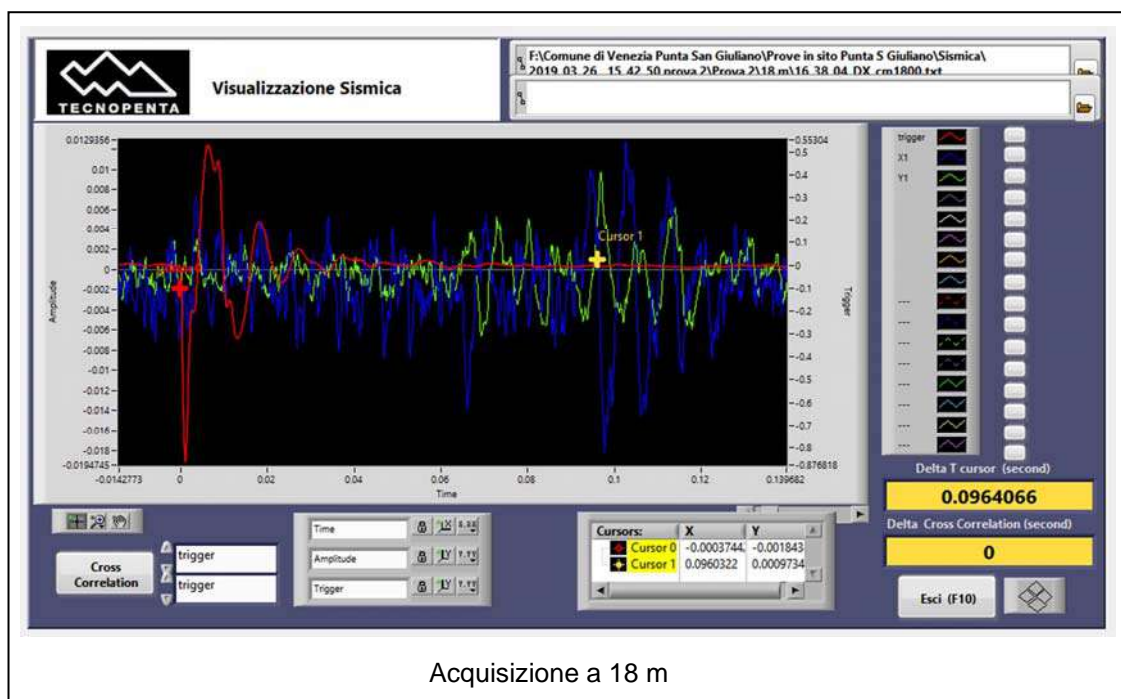 F:\Comune di Venezia Punta San Giuliano\Prove in sito Punta S Giuliano\Sismica\
2019_03_26__15_42_50 prova 2\Prova 2\18 m\16_38_04_DX_cm1800.txt
TECNOPENTA
Visualizzazione Sismica
0.0129356
0.01
0.008
0.006
0.004
0.002
0
-0.002
-0.004
-0.006
-0.008
-0.01
-0.012
-0.014
-0.016
-0.018
-0.0194745
Amplitude
Cursor 1
-0.55304
-0.5
-0.4
-0.3
-0.2
-0.1
-0
--0.1
--0.2
--0.3
--0.4
--0.5
--0.6
--0.7
--0.8
--0.876818
Trigger
-0.0142773
0
0.02
0.04
0.06
0.08
0.1
0.12
0.139682
Time
trigger
X1
Y1
---
---
---
---
---
---
---
---
Delta T cursor (second)
0.0964066
Delta Cross Correlation (second)
0
Cross
Correlation
trigger
trigger
Time
Amplitude
Trigger
Cursors: X Y
Cursor 0 -0.0003744 -0.001843
Cursor 1 0.0960322 0.0009734
Esci (F10)
Acquisizione a 18 m